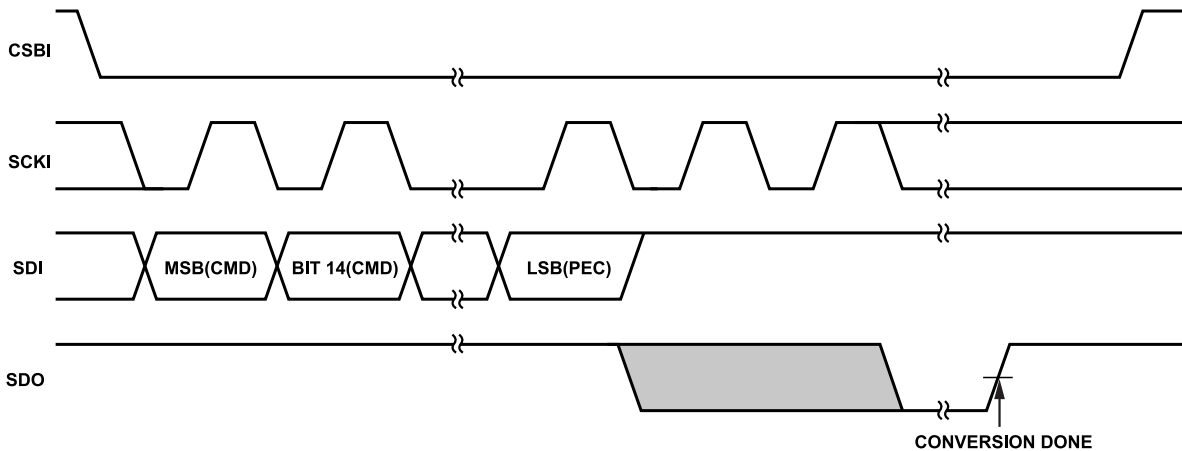 CSBI
SCKI
SDI
MSB(CMD)
BIT 14(CMD)
LSB(PEC)
SDO
CONVERSION DONE